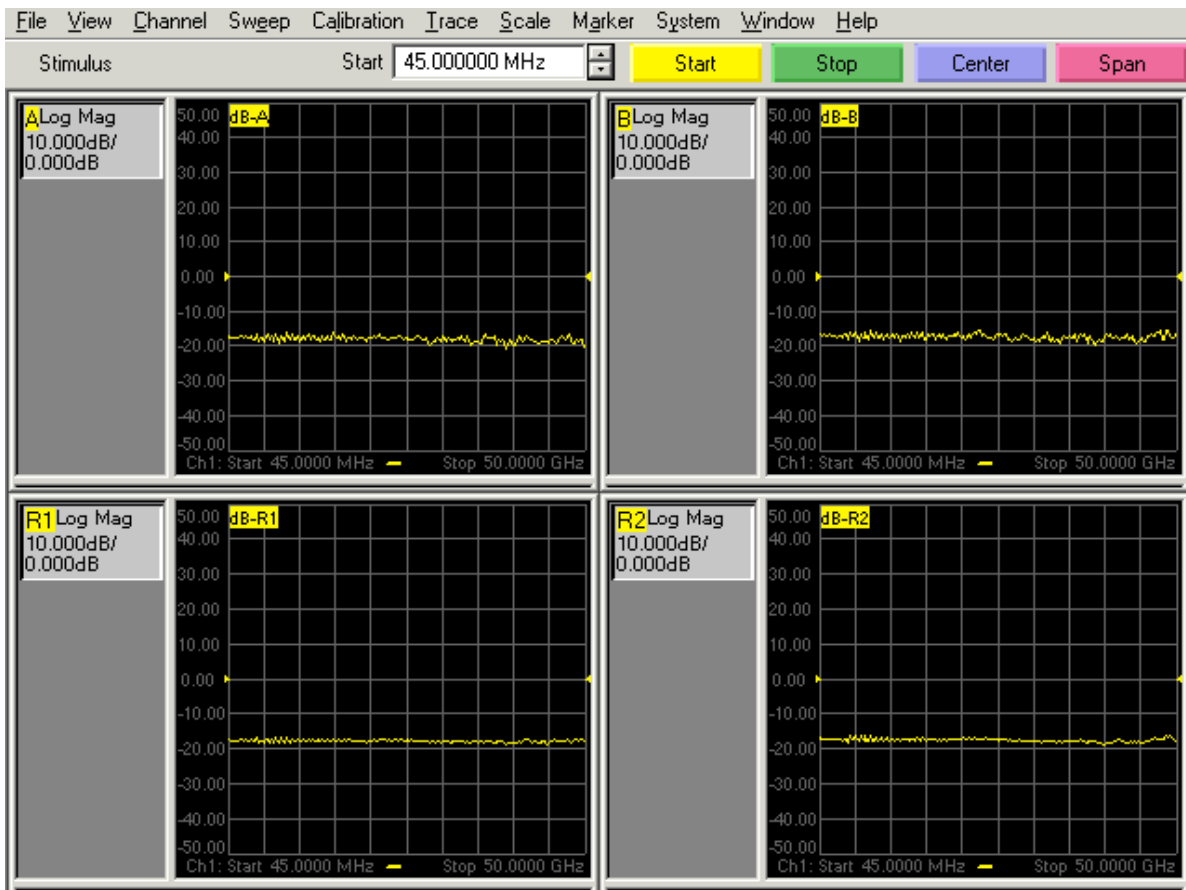 File View Channel Sweep Calibration Trace Scale Marker System Window Help
Stimulus Start 45.000000 MHz Start Stop Center Span
A Log Mag
10.000dB/
0.000dB
50.00 dB-A
40.00
30.00
20.00
10.00
0.00
-10.00
-20.00
-30.00
-40.00
-50.00
Ch1: Start 45.0000 MHz Stop 50.0000 GHz
B Log Mag
10.000dB/
0.000dB
50.00 dB-B
40.00
30.00
20.00
10.00
0.00
-10.00
-20.00
-30.00
-40.00
-50.00
Ch1: Start 45.0000 MHz Stop 50.0000 GHz
R1 Log Mag
10.000dB/
0.000dB
50.00 dB-R1
40.00
30.00
20.00
10.00
0.00
-10.00
-20.00
-30.00
-40.00
-50.00
Ch1: Start 45.0000 MHz Stop 50.0000 GHz
R2 Log Mag
10.000dB/
0.000dB
50.00 dB-R2
40.00
30.00
20.00
10.00
0.00
-10.00
-20.00
-30.00
-40.00
-50.00
Ch1: Start 45.0000 MHz Stop 50.0000 GHz